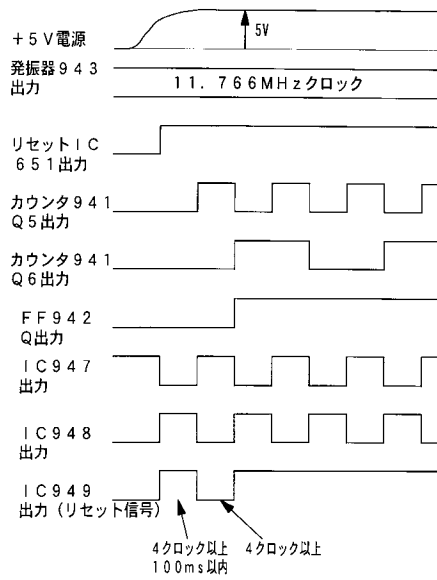 +5V電源
5V
発振器943
出力
11.766MHzクロック
リセットIC
651出力
カウンタ941
Q5出力
カウンタ941
Q6出力
FF942
Q出力
IC947
出力
IC948
出力
IC949
出力(リセット信号)
4クロック以上
100ms以内
4クロック以上